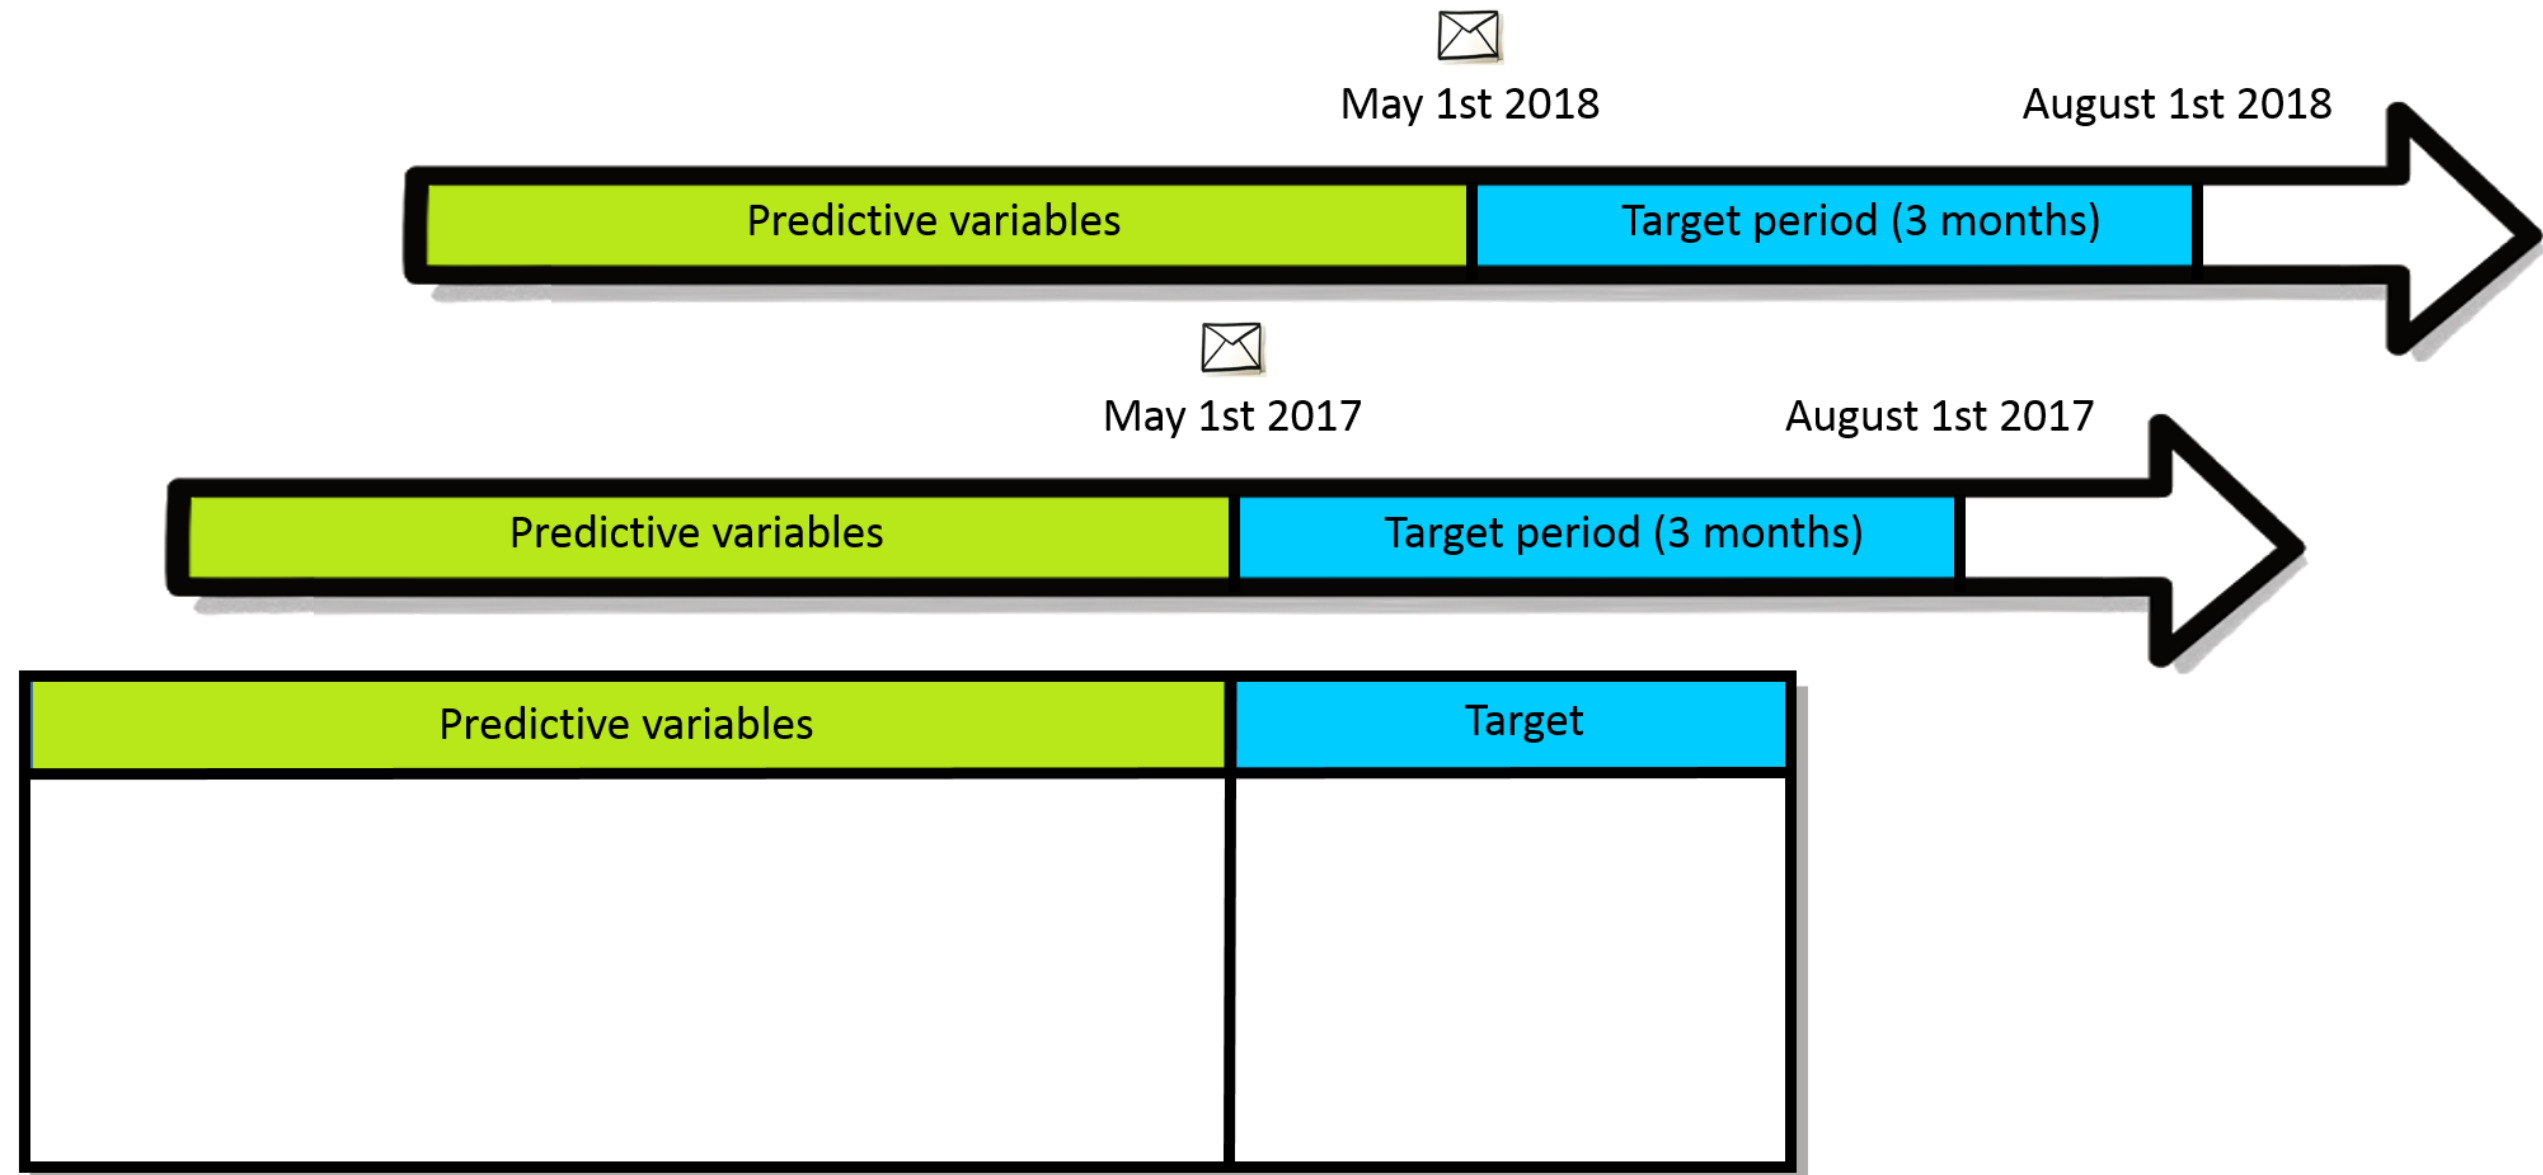 May 1st 2018
August 1st 2018
Predictive variables
Target period (3 months)
May 1st 2017
August 1st 2017
Predictive variables
Target period (3 months)
Predictive variables
Target